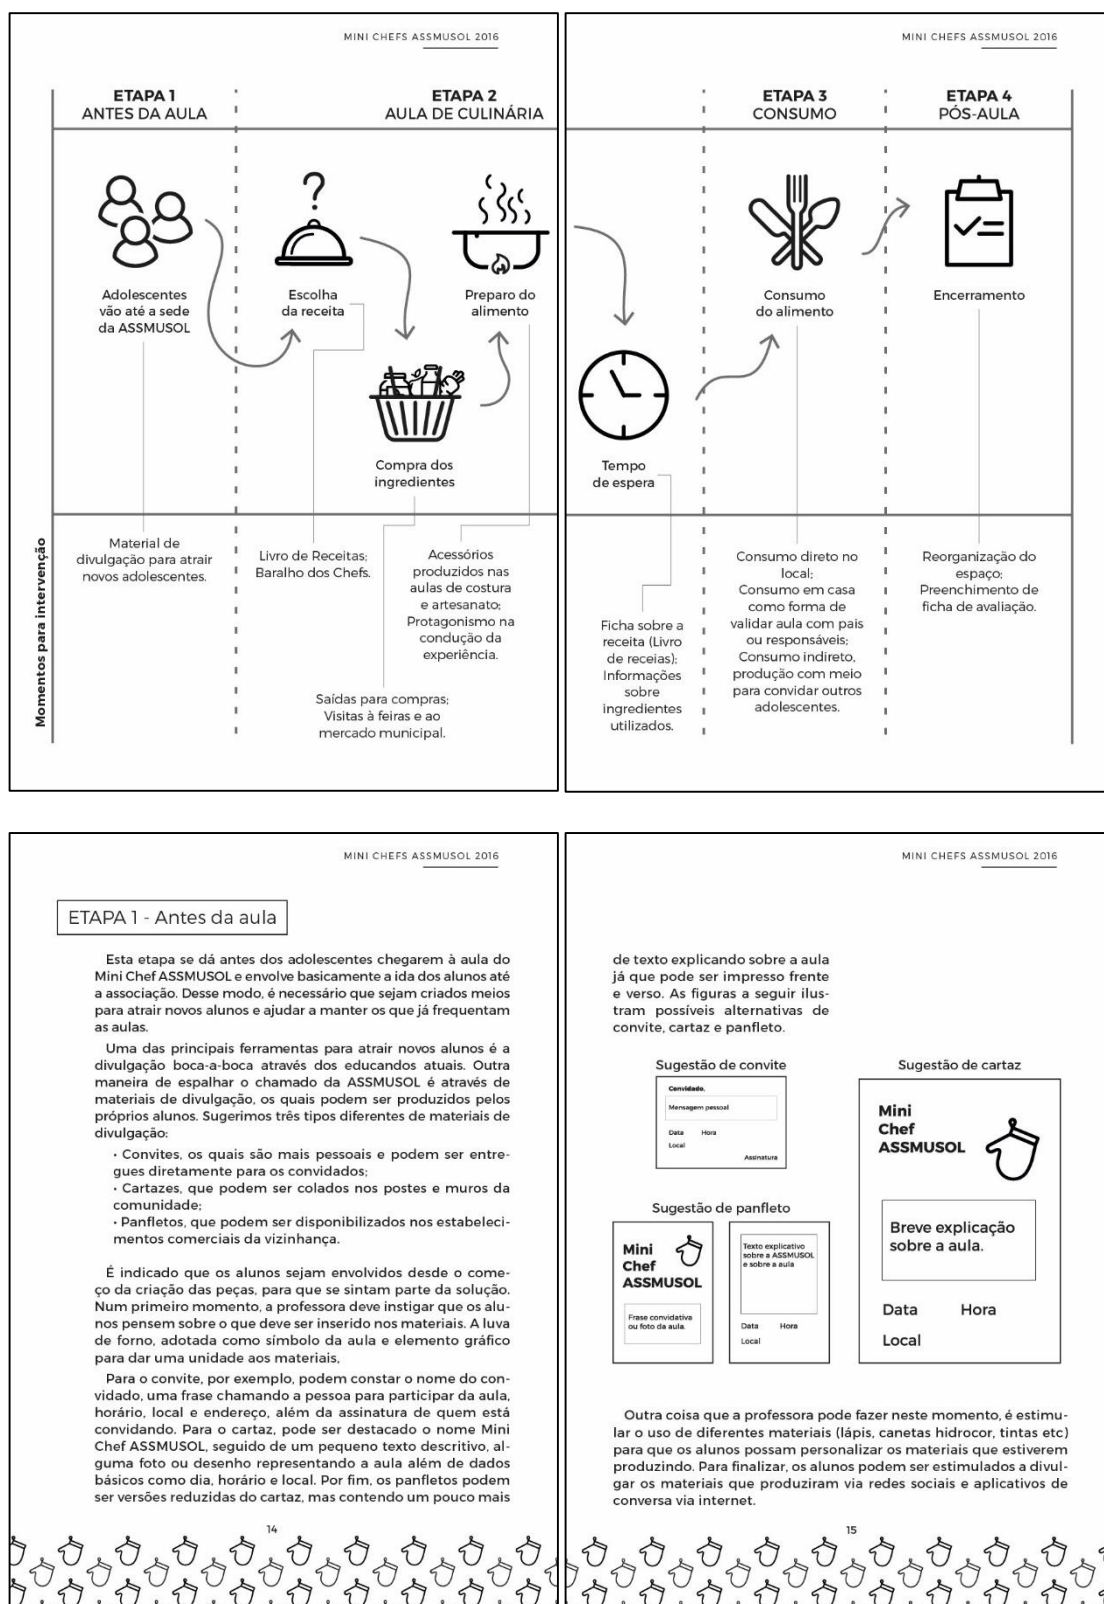 MINI CHEFS ASSMUSOL 2016
ETAPA 1
ANTES DA AULA
ETAPA 2
AULA DE CULINÁRIA
?
Adolescentes
vão até a sede
da ASSMUSOL
Escolha
da receita
Preparo do
alimento
Compra dos
ingredientes
Momentos para intervenção
Material de
divulgação para atrair
novos adolescentes.
Livro de Receitas;
Baralho dos Chefs.
Acessórios
produzidos nas
aulas de costura
e artesanato;
Protagonismo na
condução da
experiência.
Saídas para compras;
Visitas à feiras e ao
mercado municipal.
MINI CHEFS ASSMUSOL 2016
ETAPA 3
CONSUMO
ETAPA 4
PÓS-AULA
Consumo
do alimento
Encerramento
Tempo
de espera
Ficha sobre a
receita (Livro
de receias);
Informações
sobre
ingredientes
utilizados.
Consumo direto no
local;
Consumo em casa
como forma de
validar aula com pais
ou responsáveis;
Consumo indireto,
produção com meio
para convidar outros
adolescentes.
Reorganização do
espaço;
Preenchimento de
ficha de avaliação.
MINI CHEFS ASSMUSOL 2016
ETAPA 1 - Antes da aula
Esta etapa se dá antes dos adolescentes chegarem à aula do
Mini Chef ASSMUSOL e envolve basicamente a ida dos alunos até
a associação. Desse modo, é necessário que sejam criados meios
para atrair novos alunos e ajudar a manter os que já frequentam
as aulas.
Uma das principais ferramentas para atrair novos alunos é a
divulgação boca-a-boca através dos educandos atuais. Outra
maneira de espalhar o chamado da ASSMUSOL é através de
materiais de divulgação, os quais podem ser produzidos pelos
próprios alunos. Sugerimos três tipos diferentes de materiais de
divulgação:
• Convites, os quais são mais pessoais e podem ser entre-
gues diretamente para os convidados;
• Cartazes, que podem ser colados nos postes e muros da
comunidade;
• Panfletos, que podem ser disponibilizados nos estabeleci-
mentos comerciais da vizinhança.
É indicado que os alunos sejam envolvidos desde o come-
ço da criação das peças, para que se sintam parte da solução.
Num primeiro momento, a professora deve instigar que os alu-
nos pensem sobre o que deve ser inserido nos materiais. A luva
de forno, adotada como símbolo da aula e elemento gráfico
para dar uma unidade aos materiais,
Para o convite, por exemplo, podem constar o nome do con-
vidado, uma frase chamando a pessoa para participar da aula,
horário, local e endereço, além da assinatura de quem está
convidando. Para o cartaz, pode ser destacado o nome Mini
Chef ASSMUSOL, seguido de um pequeno texto descritivo, al-
guma foto ou desenho representando a aula além de dados
básicos como dia, horário e local. Por fim, os panfletos podem
ser versões reduzidas do cartaz, mas contendo um pouco mais
14
MINI CHEFS ASSMUSOL 2016
de texto explicando sobre a aula
já que pode ser impresso frente
e verso. As figuras a seguir ilus-
tram possíveis alternativas de
convite, cartaz e panfleto.
Sugestão de convite
Convidado.
Mensagem pessoal
Data Hora
Local
Assinatura
Sugestão de panfleto
Mini
Chef
ASSMUSOL
Frase convidativa
ou foto da aula.
Texto explicativo
sobre a ASSMUSOL
e sobre a aula
Data Hora
Local
Sugestão de cartaz
Mini
Chef
ASSMUSOL
Breve explicação
sobre a aula.
Data Hora
Local
Outra coisa que a professora pode fazer neste momento, é estimu-
lar o uso de diferentes materiais (lápis, canetas hidrocor, tintas etc)
para que os alunos possam personalizar os materiais que estiverem
produzindo. Para finalizar, os alunos podem ser estimulados a divul-
gar os materiais que produziram via redes sociais e aplicativos de
conversa via internet.
15